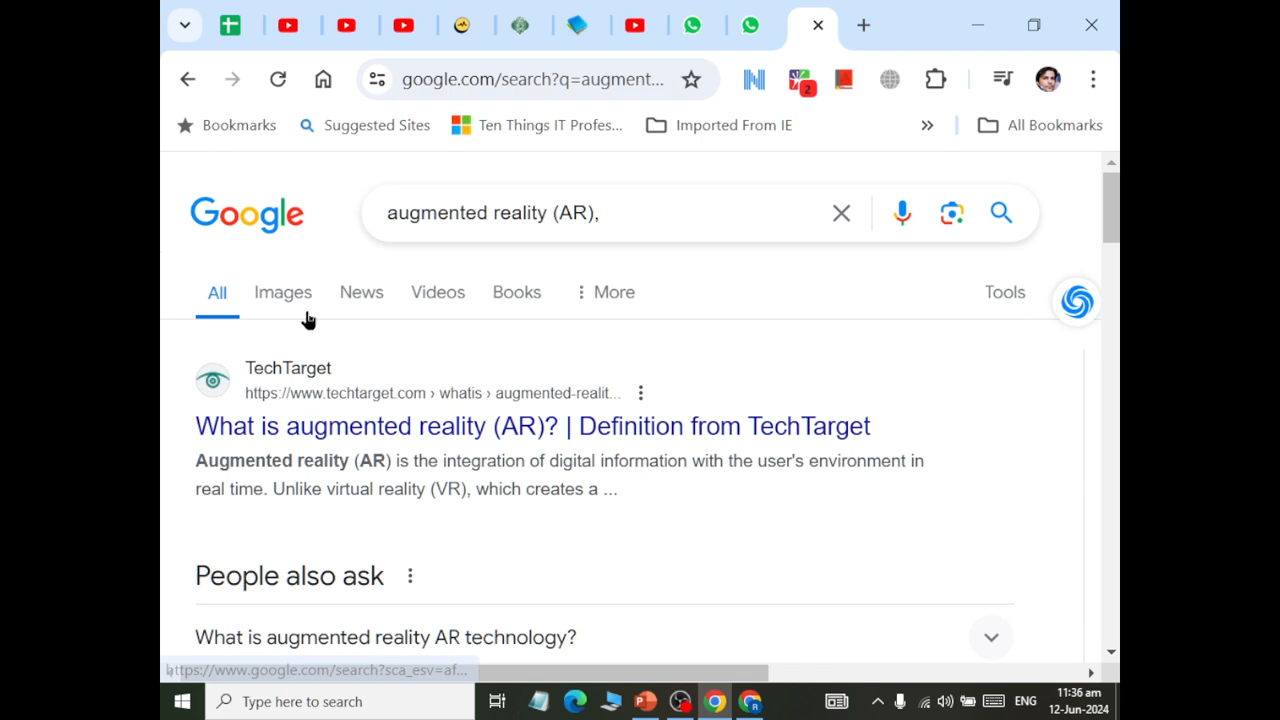 google.com/search?q=augment...
2
Bookmarks
Suggested Sites
Ten Things IT Profes...
Imported From IE
»
All Bookmarks
Google
augmented reality (AR),
All
Images
News
Videos
Books
More
Tools
TechTarget
https://www.techtarget.com › whatis › augmented-realit...
What is augmented reality (AR)? | Definition from TechTarget
Augmented reality (AR) is the integration of digital information with the user's environment in
real time. Unlike virtual reality (VR), which creates a ...
People also ask
What is augmented reality AR technology?
https://www.google.com/search?sca_esv=af...
Type here to search
ENG
11:36 am
12-Jun-2024